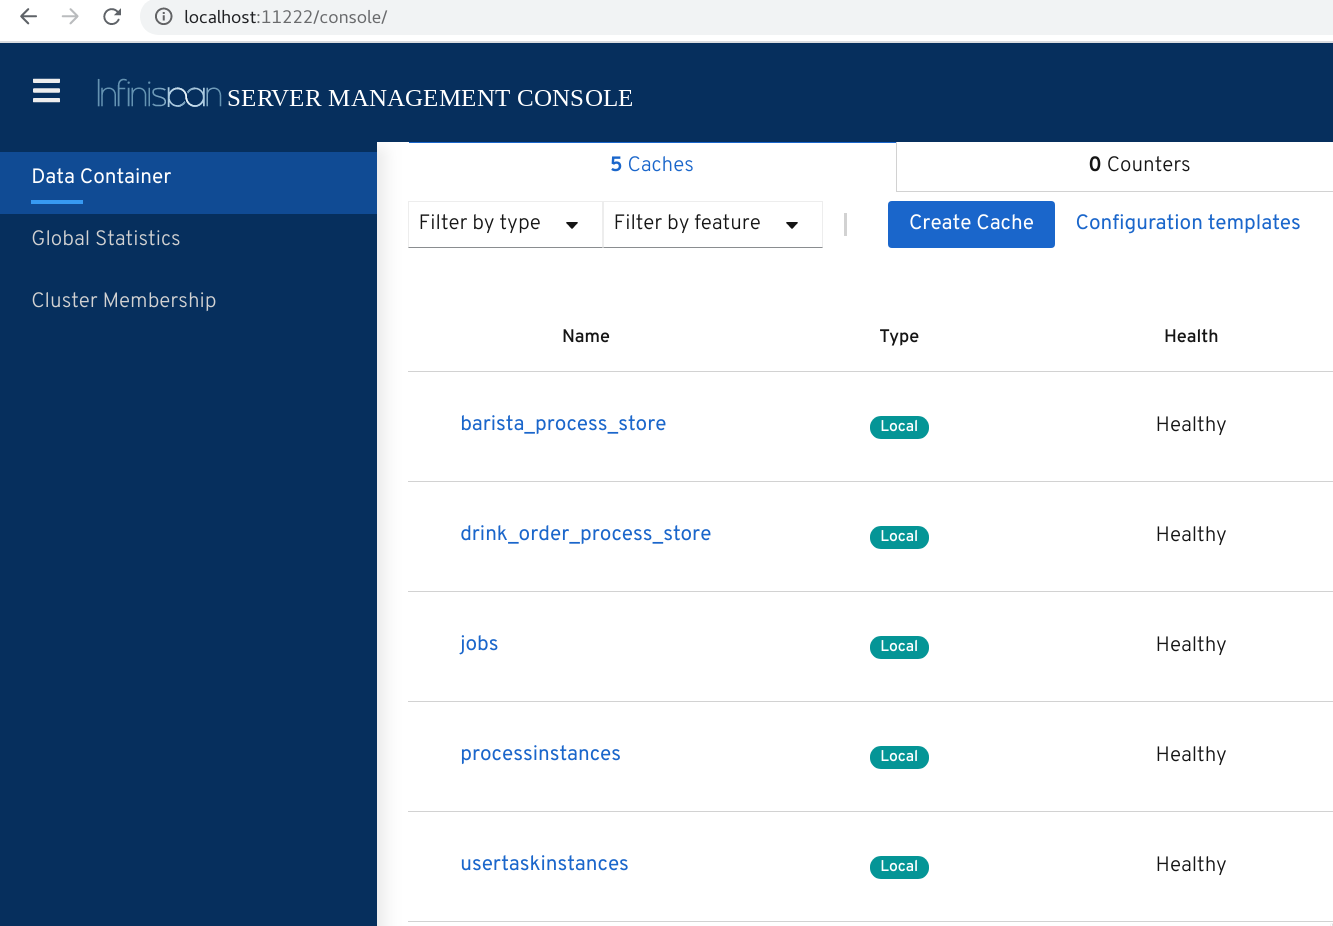 localhost:11222/console/
Infinispan SERVER MANAGEMENT CONSOLE
Data Container
Global Statistics
Cluster Membership
5 Caches
0 Counters
Filter by type
Filter by feature
Create Cache
Configuration templates
Name Type Health
barista_process_store Local Healthy
drink_order_process_store Local Healthy
jobs Local Healthy
processinstances Local Healthy
usertaskinstances Local Healthy